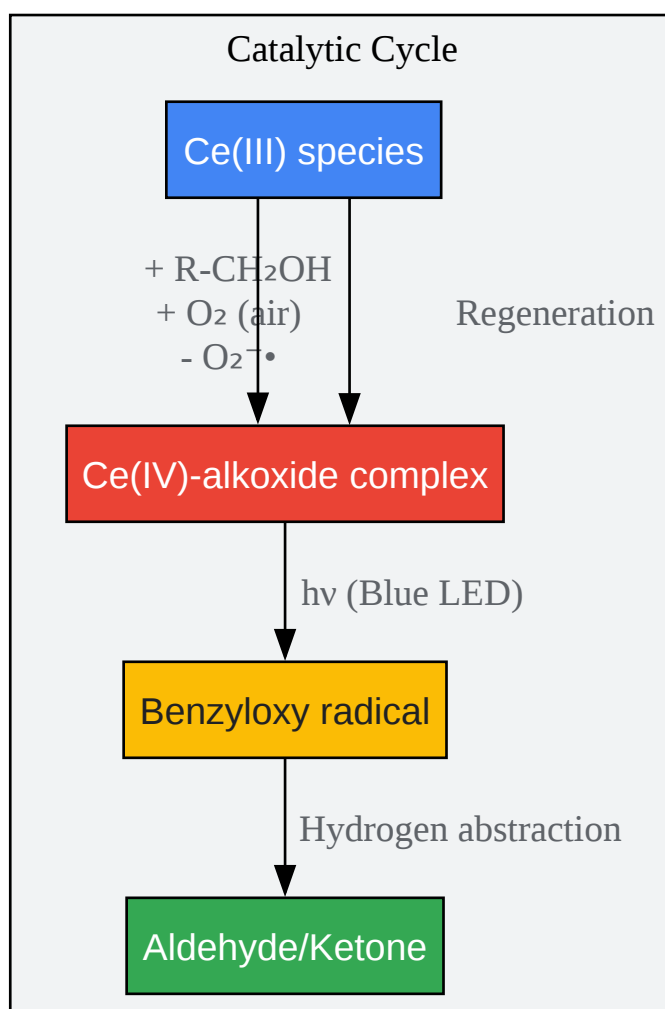 Catalytic Cycle
Ce(III) species
+ R-CH₂OH
+ O₂ (air)
- O₂⁻•
Regeneration
Ce(IV)-alkoxide complex
hν (Blue LED)
Benzyloxy radical
Hydrogen abstraction
Aldehyde/Ketone